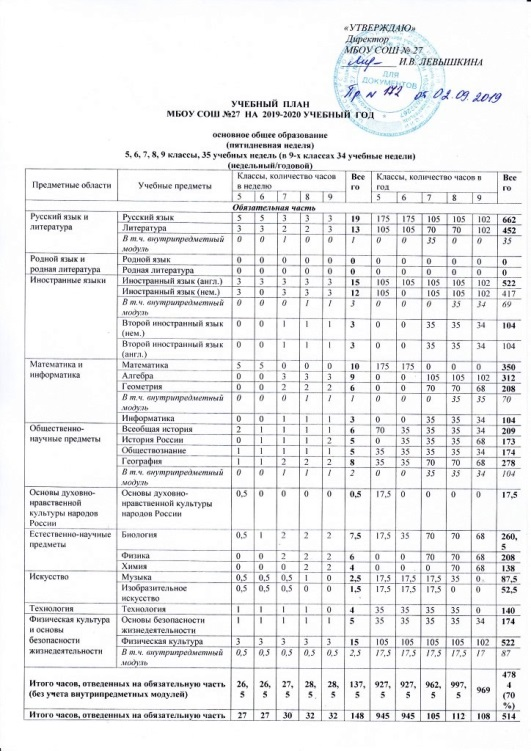 «УТВЕРЖДАЮ»
Директор
МБОУ СОШ № 27
И.В. ЛЕВЫШКИНА
ДЛЯ ДОКУМЕНТОВ
Пр № 172 от 02.09.2019
УЧЕБНЫЙ ПЛАН
МБОУ СОШ №27 НА 2019-2020 УЧЕБНЫЙ ГОД
основное общее образование
(пятидневная неделя)
5, 6, 7, 8, 9 классы, 35 учебных недель (в 9-х классах 34 учебные недели)
(недельный/годовой)
Предметные области Учебные предметы Классы, количество часов в неделю Всего Классы, количество часов в год Всего
5 6 7 8 9 5 6 7 8 9
Обязательная часть
Русский язык и литература Русский язык 5 5 3 3 3 19 175 175 105 105 102 662
Литература 3 3 2 2 3 13 105 105 70 70 102 452
В т.ч. внутрипредметный модуль 0 0 1 0 0 1 0 0 35 0 0 35
Родной язык и родная литература Родной язык 0 0 0 0 0 0 0 0 0 0 0 0
Родная литература 0 0 0 0 0 0 0 0 0 0 0 0
Иностранные языки Иностранный язык (англ.) 3 3 3 3 3 15 105 105 105 105 102 522
Иностранный язык (нем.) 3 0 3 3 3 12 105 0 105 105 102 417
В т.ч. внутрипредметный модуль 0 0 0 1 1 3 0 0 0 35 34 69
Второй иностранный язык (нем.) 0 0 1 1 1 3 0 0 35 35 34 104
Второй иностранный язык (англ.) 0 0 1 1 1 3 0 0 35 35 34 104
Математика и информатика Математика 5 5 0 0 0 10 175 175 0 0 0 350
Алгебра 0 0 3 3 3 9 0 0 105 105 102 312
Геометрия 0 0 2 2 2 6 0 0 70 70 68 208
В т.ч. внутрипредметный модуль 0 0 0 1 1 1 0 0 0 35 35 70
Информатика 0 0 1 1 1 3 0 0 35 35 34 104
Общественно-научные предметы Всеобщая история 2 1 1 1 1 6 70 35 35 35 34 209
История России 0 1 1 1 2 5 0 35 35 35 68 173
Обществознание 1 1 1 1 1 5 35 35 35 35 34 174
География 1 1 2 2 2 8 35 35 70 70 68 278
В т.ч. внутрипредметный модуль 0 0 1 1 1 2 0 0 35 35 34 104
Основы духовно-нравственной культуры народов России Основы духовно-нравственной культуры народов России 0,5 0 0 0 0 0,5 17,5 0 0 0 0 17,5
Естественно-научные предметы Биология 0,5 1 2 2 2 7,5 17,5 35 70 70 68 260,5
Физика 0 0 2 2 2 6 0 0 70 70 68 208
Химия 0 0 0 2 2 4 0 0 0 70 68 138
Искусство Музыка 0,5 0,5 0,5 1 0 2,5 17,5 17,5 17,5 35 0 87,5
Изобразительное искусство 0,5 0,5 0,5 0 0 1,5 17,5 17,5 17,5 0 0 52,5
Технология Технология 1 1 1 1 0 4 35 35 35 35 0 140
Физическая культура и основы безопасности жизнедеятельности Основы безопасности жизнедеятельности 1 1 1 1 1 5 35 35 35 35 34 174
Физическая культура 3 3 3 3 3 15 105 105 105 105 102 522
В т.ч. внутрипредметный модуль 0,5 0,5 0,5 0,5 0,5 2,5 17,5 17,5 17,5 17,5 17 87
Итого часов, отведенных на обязательную часть (без учета внутрипредметных модулей) 26,5 26,5 27,5 28,5 28,5 137,5 927,5 927,5 962,5 997,5 969 4784 (70%)
Итого часов, отведенных на обязательную часть 27 27 30 32 32 148 945 945 105 112 108 514